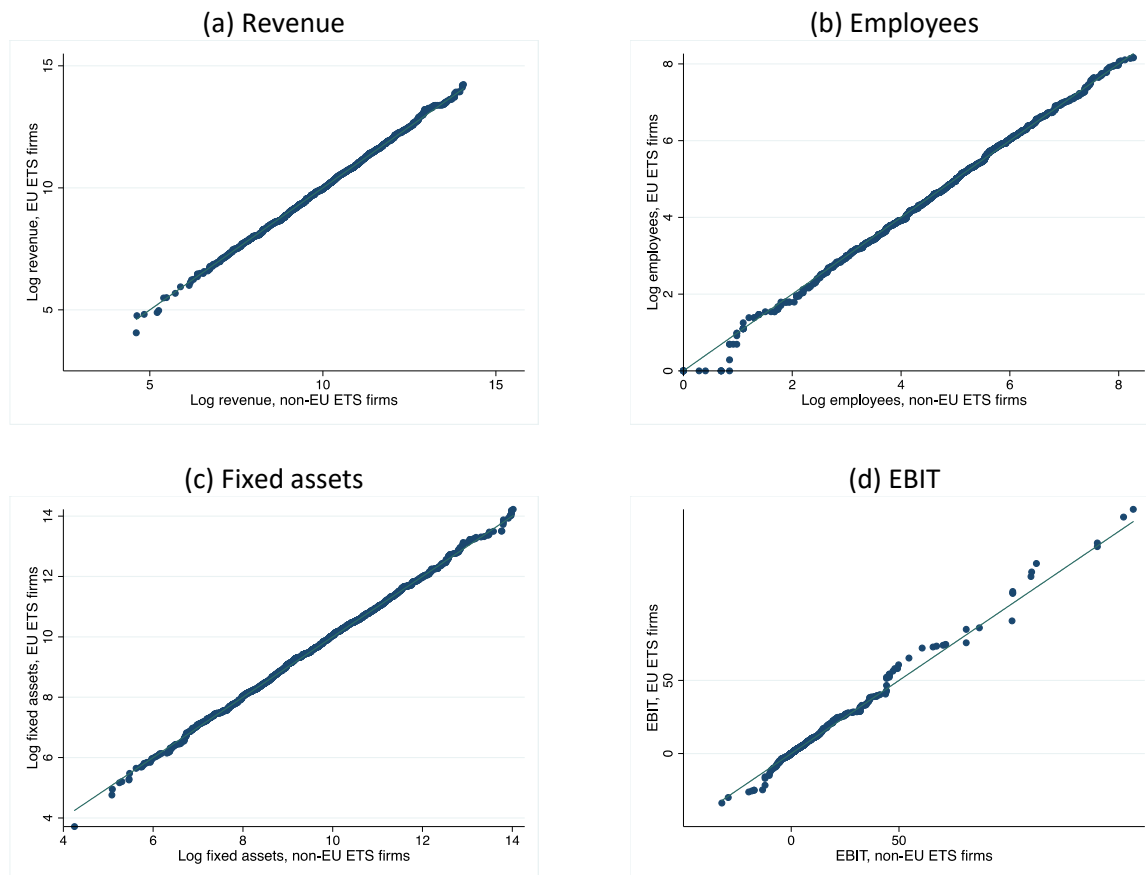 (a) Revenue
15
10
5
Log revenue, EU ETS firms
5
10
15
Log revenue, non-EU ETS firms
(b) Employees
8
6
4
2
0
Log employees, EU ETS firms
0
2
4
6
8
Log employees, non-EU ETS firms
(c) Fixed assets
14
12
10
8
6
4
Log fixed assets, EU ETS firms
4
6
8
10
12
14
Log fixed assets, non-EU ETS firms
(d) EBIT
50
0
EBIT, EU ETS firms
0
50
EBIT, non-EU ETS firms